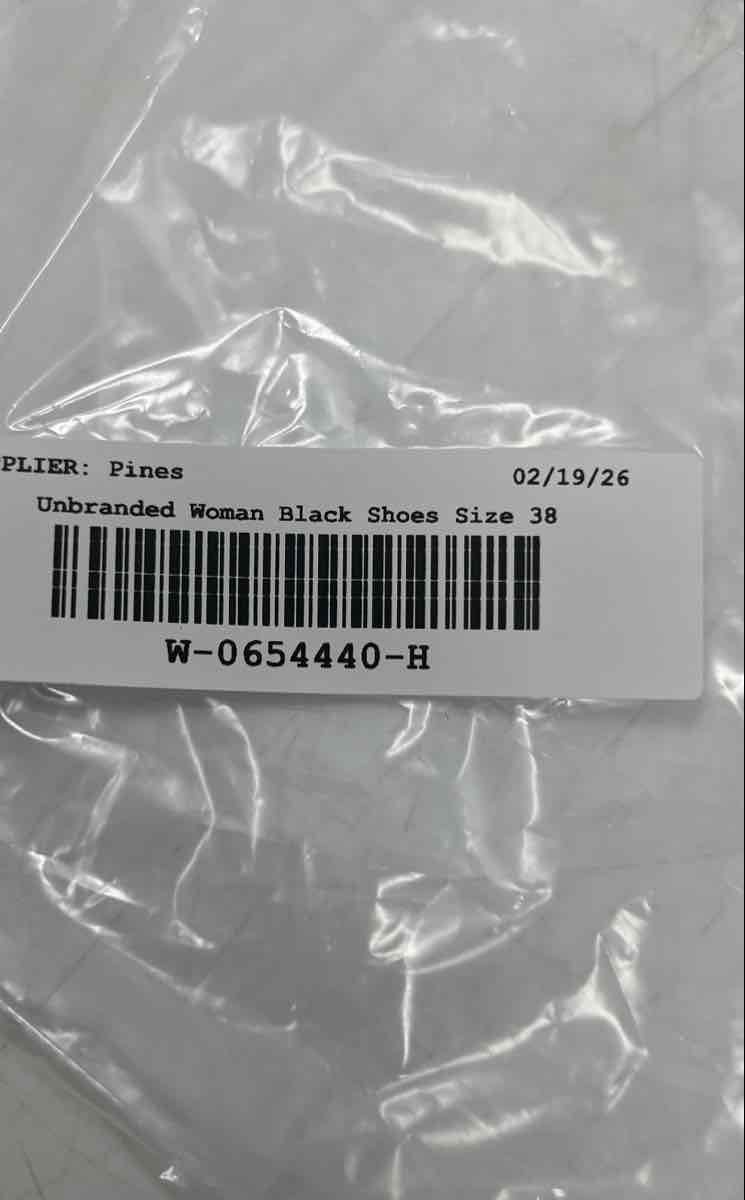 PLIER: Pines
02/19/26
Unbranded Woman Black Shoes Size 38
W-0654440-H